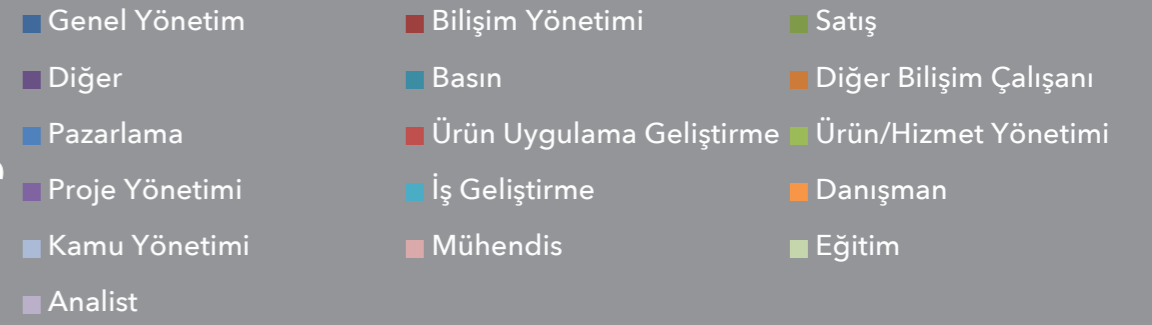 Genel Yönetim Bilişim Yönetimi Satış
Diğer Basın Diğer Bilişim Çalışanı
Pazarlama Ürün Uygulama Geliştirme Ürün/Hizmet Yönetimi
Proje Yönetimi İş Geliştirme Danışman
Kamu Yönetimi Mühendis Eğitim
Analist